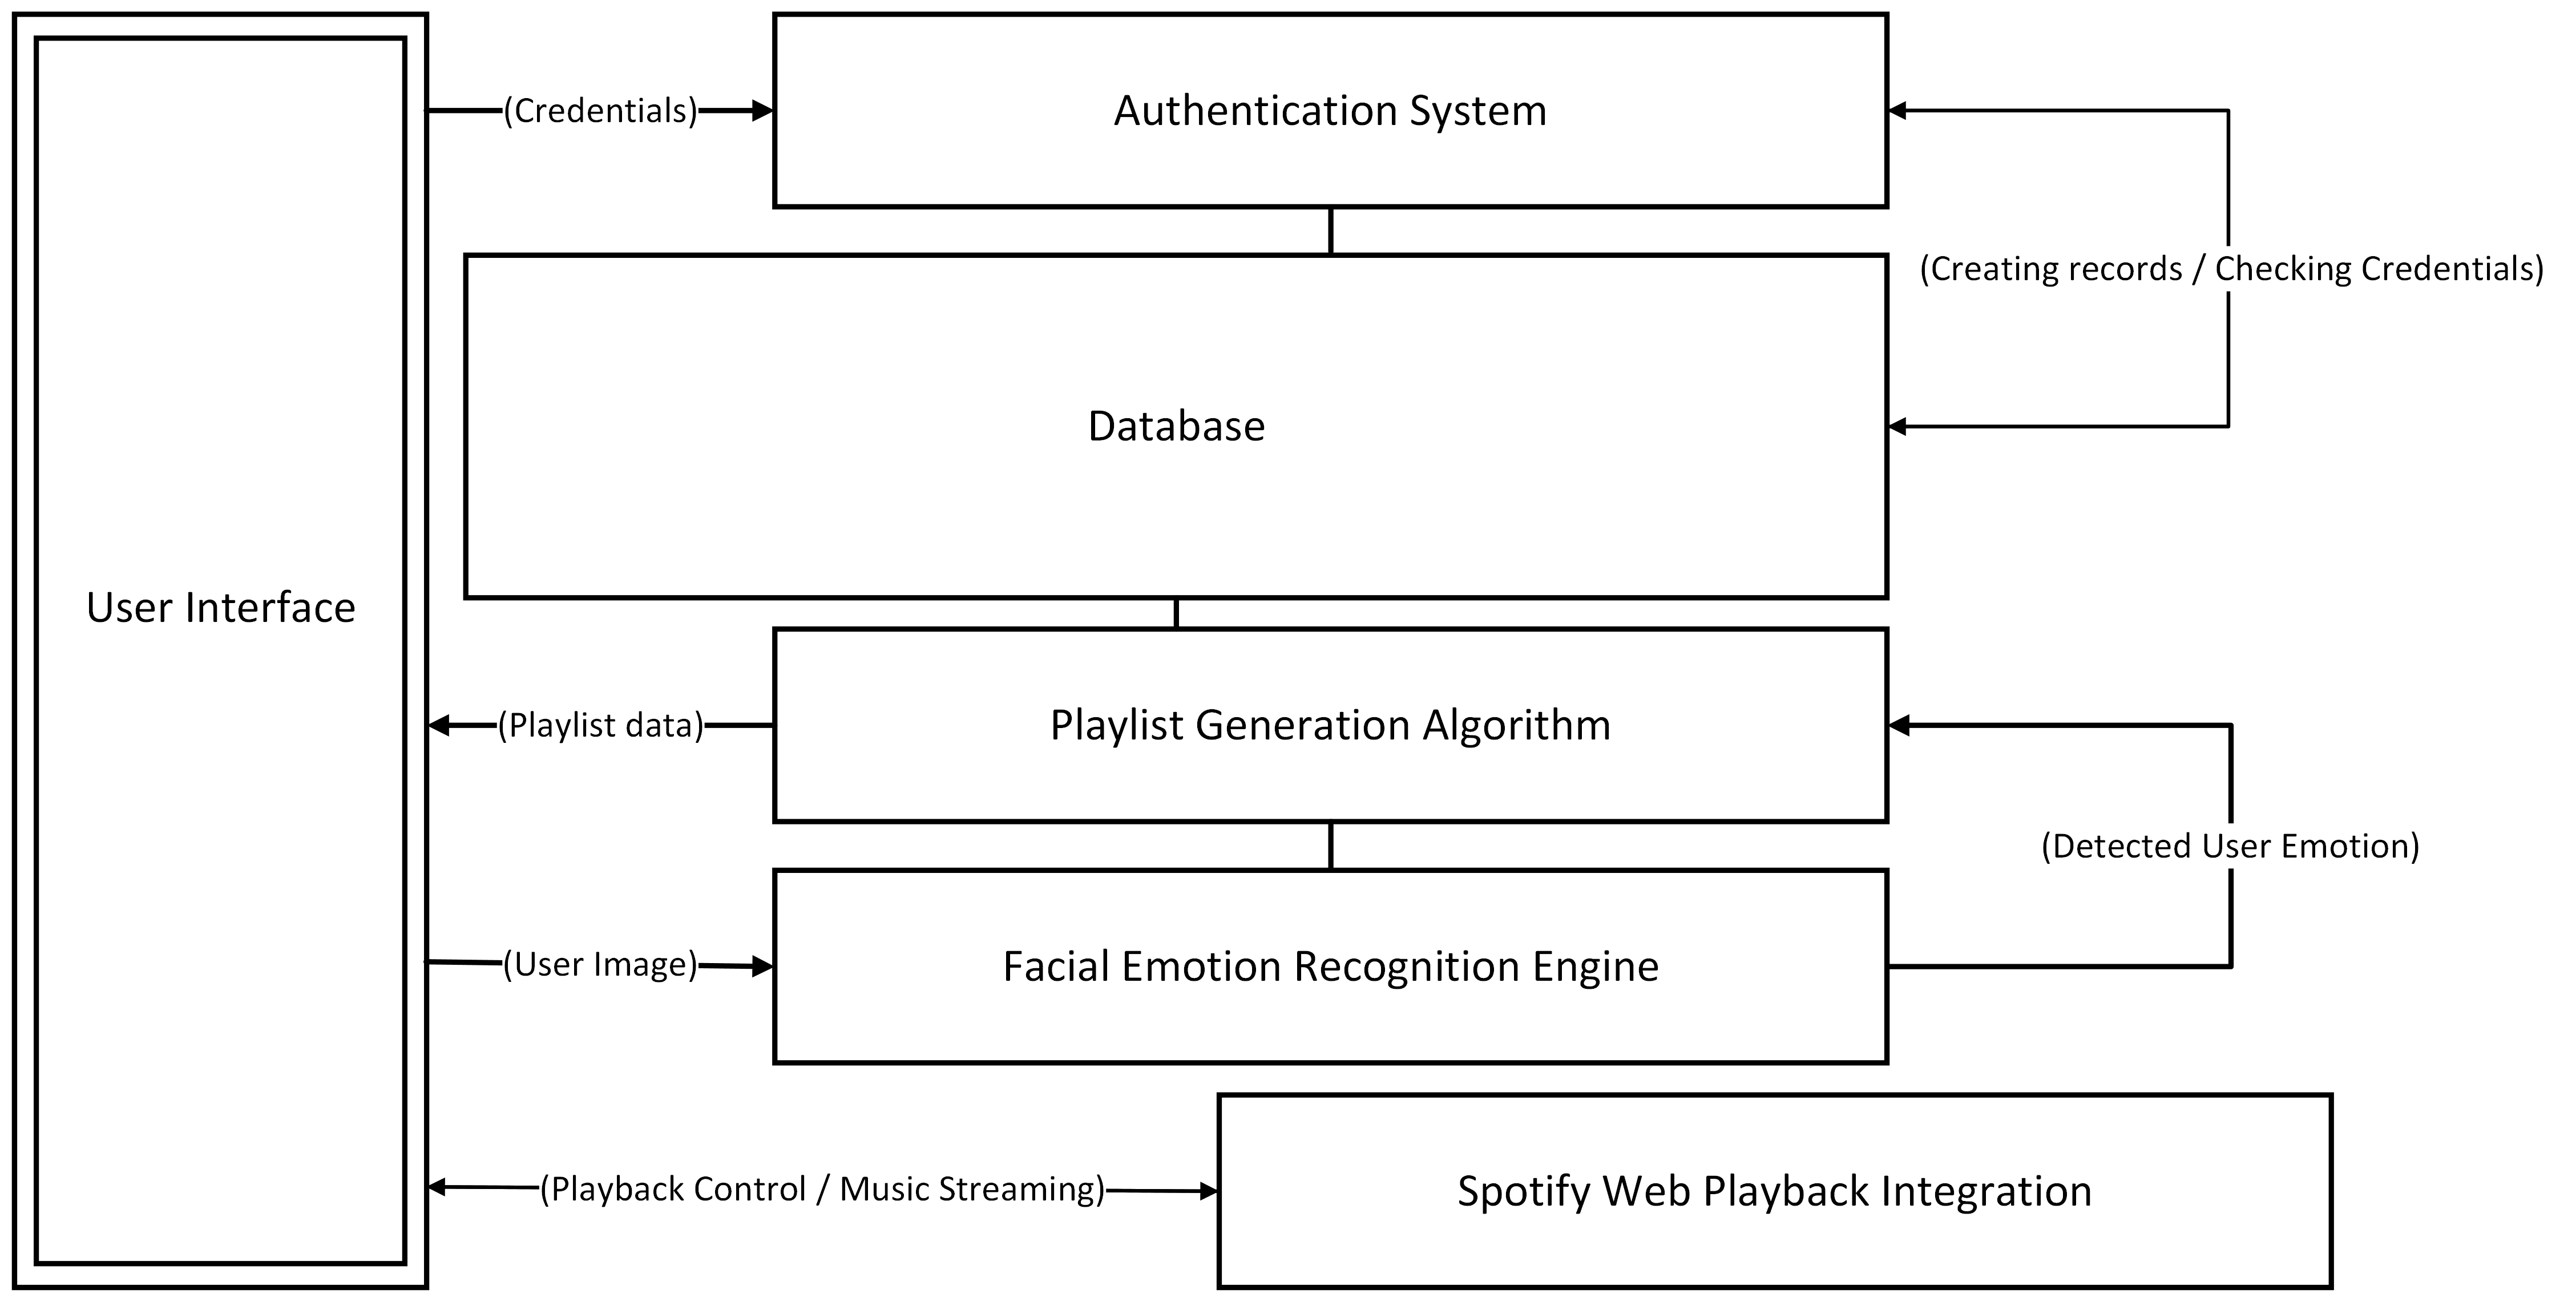 (Credentials)
Authentication System
(Creating records / Checking Credentials)
Database
User Interface
(Playlist data)
Playlist Generation Algorithm
(Detected User Emotion)
(User Image)
Facial Emotion Recognition Engine
(Playback Control / Music Streaming)
Spotify Web Playback Integration